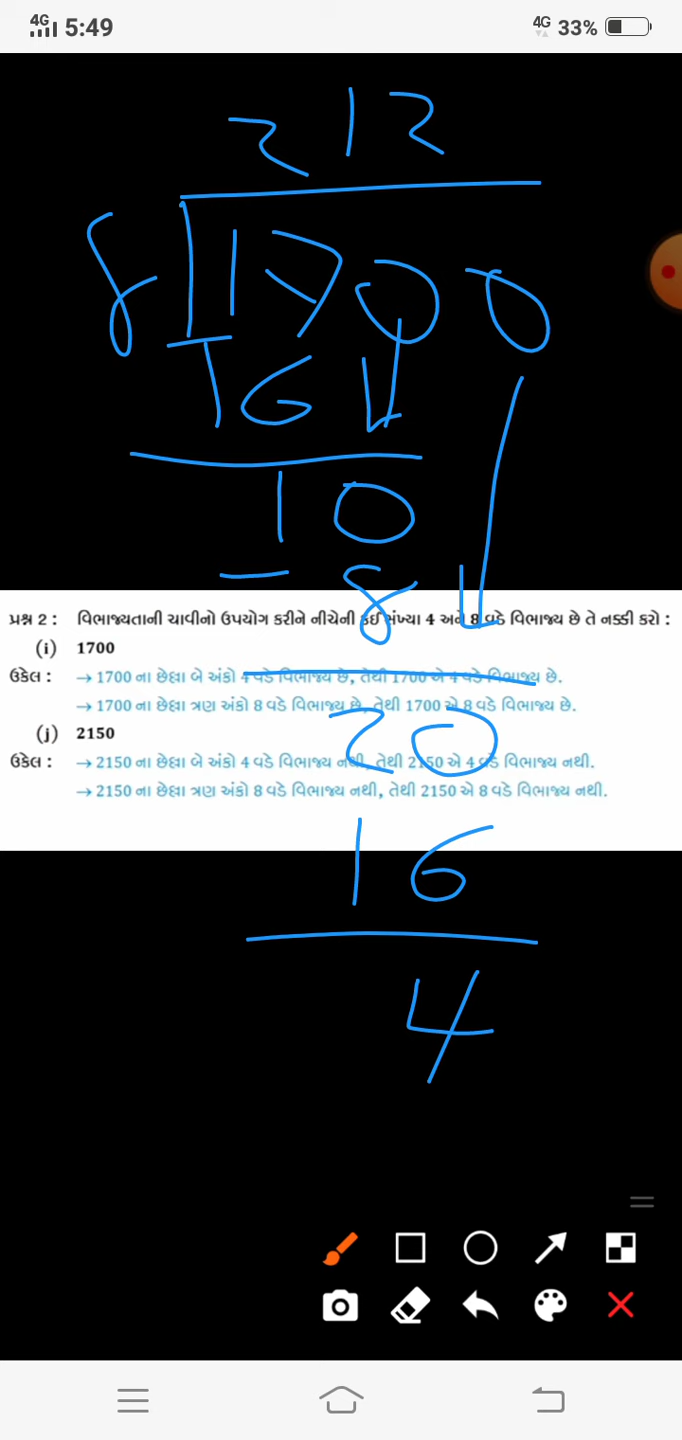 4G 5:49 4G 33%
212
8 1700
16
10
- 8
પ્રશ્ન 2 : વિભાજ્યતાની ચાવીનો ઉપયોગ કરીને નીચેની કઈ સંખ્યા 4 અને 8 વડે વિભાજ્ય છે તે નક્કી કરો :
(i) 1700
ઉકેલ : → 1700 ના છેલ્લા બે અંકો 4 વડે વિભાજ્ય છે, તેથી 1700 એ 4 વડે વિભાજ્ય છે.
→ 1700 ના છેલ્લા ત્રણ અંકો 8 વડે વિભાજ્ય છે, તેથી 1700 એ 8 વડે વિભાજ્ય છે.
20
(j) 2150
ઉકેલ : → 2150 ના છેલ્લા બે અંકો 4 વડે વિભાજ્ય નથી, તેથી 2150 એ 4 વડે વિભાજ્ય નથી.
→ 2150 ના છેલ્લા ત્રણ અંકો 8 વડે વિભાજ્ય નથી, તેથી 2150 એ 8 વડે વિભાજ્ય નથી.
16
4